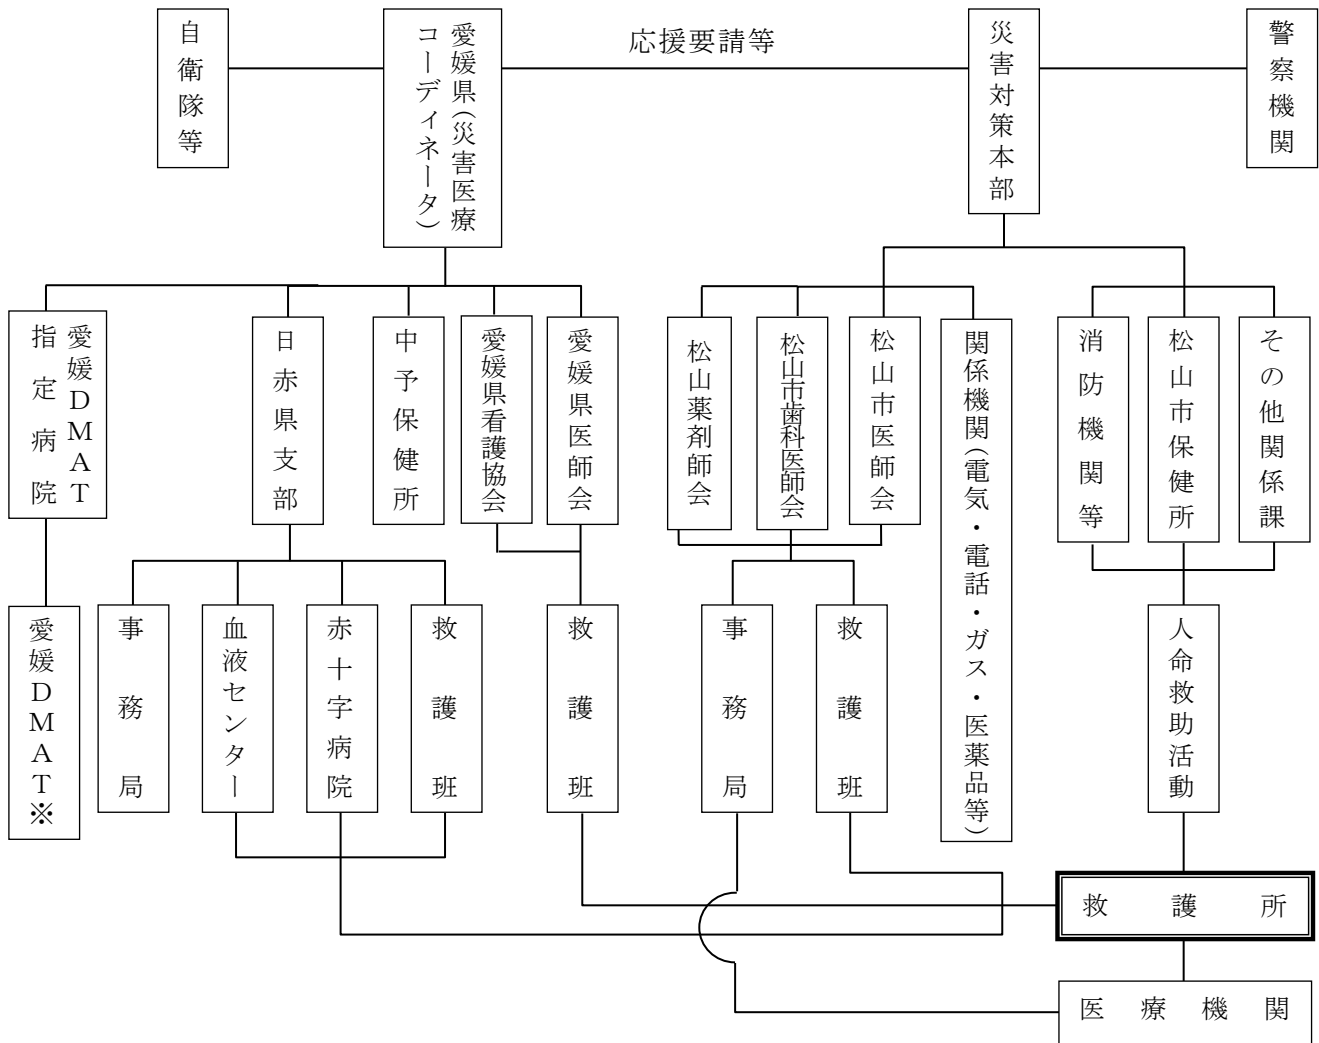 自衛隊等
愛媛県(災害医療
コーディネータ)
応援要請等
災害対策本部
警察機関
愛媛DMAT
指定病院
日赤県支部
中予保健所
愛媛県看護協会
愛媛県医師会
松山薬剤師会
松山市歯科医師会
松山市医師会
関係機関(電気・電話・ガス・医薬品等)
消防機関等
松山市保健所
その他関係課
愛媛DMAT※
事務局
血液センター
赤十字病院
救護班
救護班
事務局
救護班
人命救助活動
救護所
医療機関